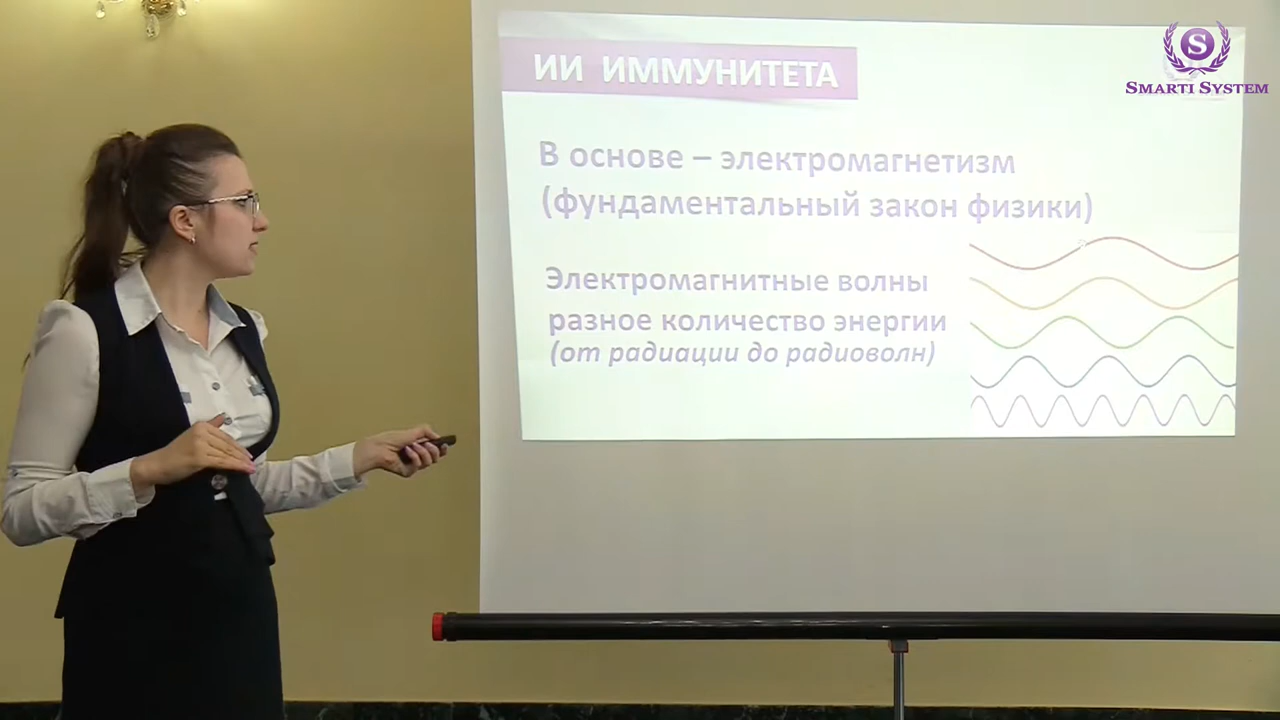 ИИ ИММУНИТЕТА
S
SMARTI SYSTEM
В основе – электромагнетизм
(фундаментальный закон физики)
Электромагнитные волны
разное количество энергии
(от радиации до радиоволн)